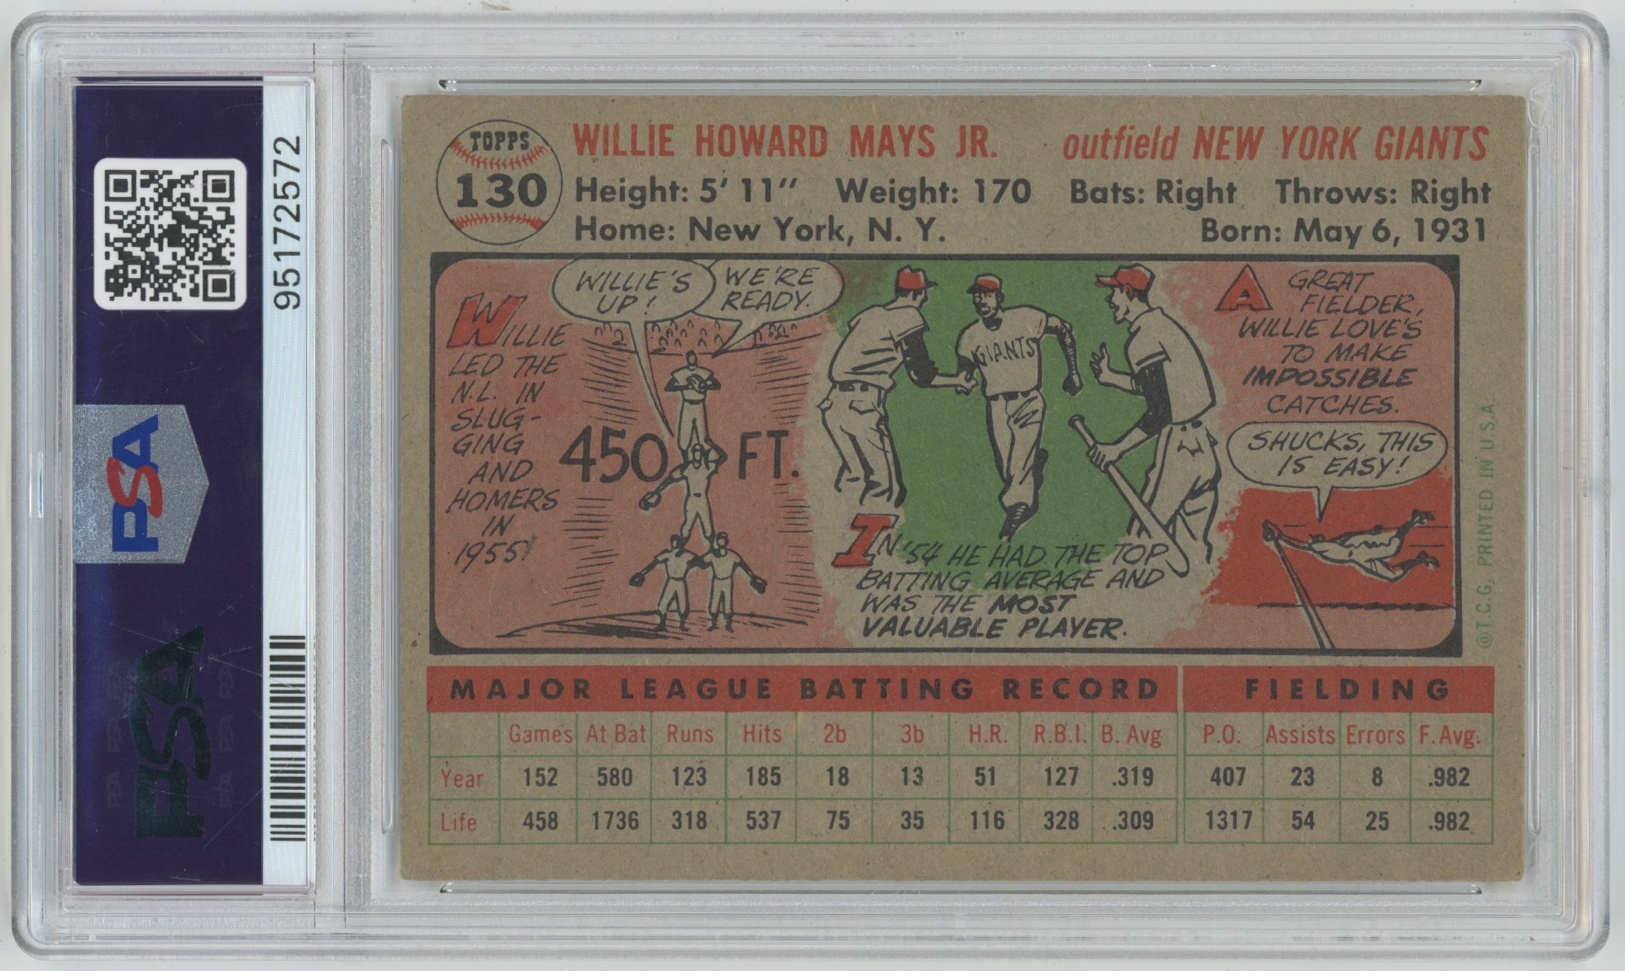 95172572
PSA
PSA
TOPPS
130
WILLIE HOWARD MAYS JR. outfield NEW YORK GIANTS
Height: 5' 11" Weight: 170 Bats: Right Throws: Right
Home: New York, N. Y. Born: May 6, 1931
WILLIE
LED THE
N.L. IN
SLUG-
GING
AND
HOMERS
IN
1955!
WILLIE'S
UP!
WE'RE
READY.
450 FT.
GIANTS
IN '54 HE HAD THE TOP
BATTING AVERAGE AND
WAS THE MOST
VALUABLE PLAYER.
A GREAT
FIELDER,
WILLIE LOVE'S
TO MAKE
IMPOSSIBLE
CATCHES.
SHUCKS, THIS
IS EASY!
©T.C.G. PRINTED IN U.S.A.
MAJOR LEAGUE BATTING RECORD FIELDING
Games At Bat Runs Hits 2b 3b H.R. R.B.I. B. Avg P.O. Assists Errors F. Avg.
Year 152 580 123 185 18 13 51 127 .319 407 23 8 .982
Life 458 1736 318 537 75 35 116 328 .309 1317 54 25 .982